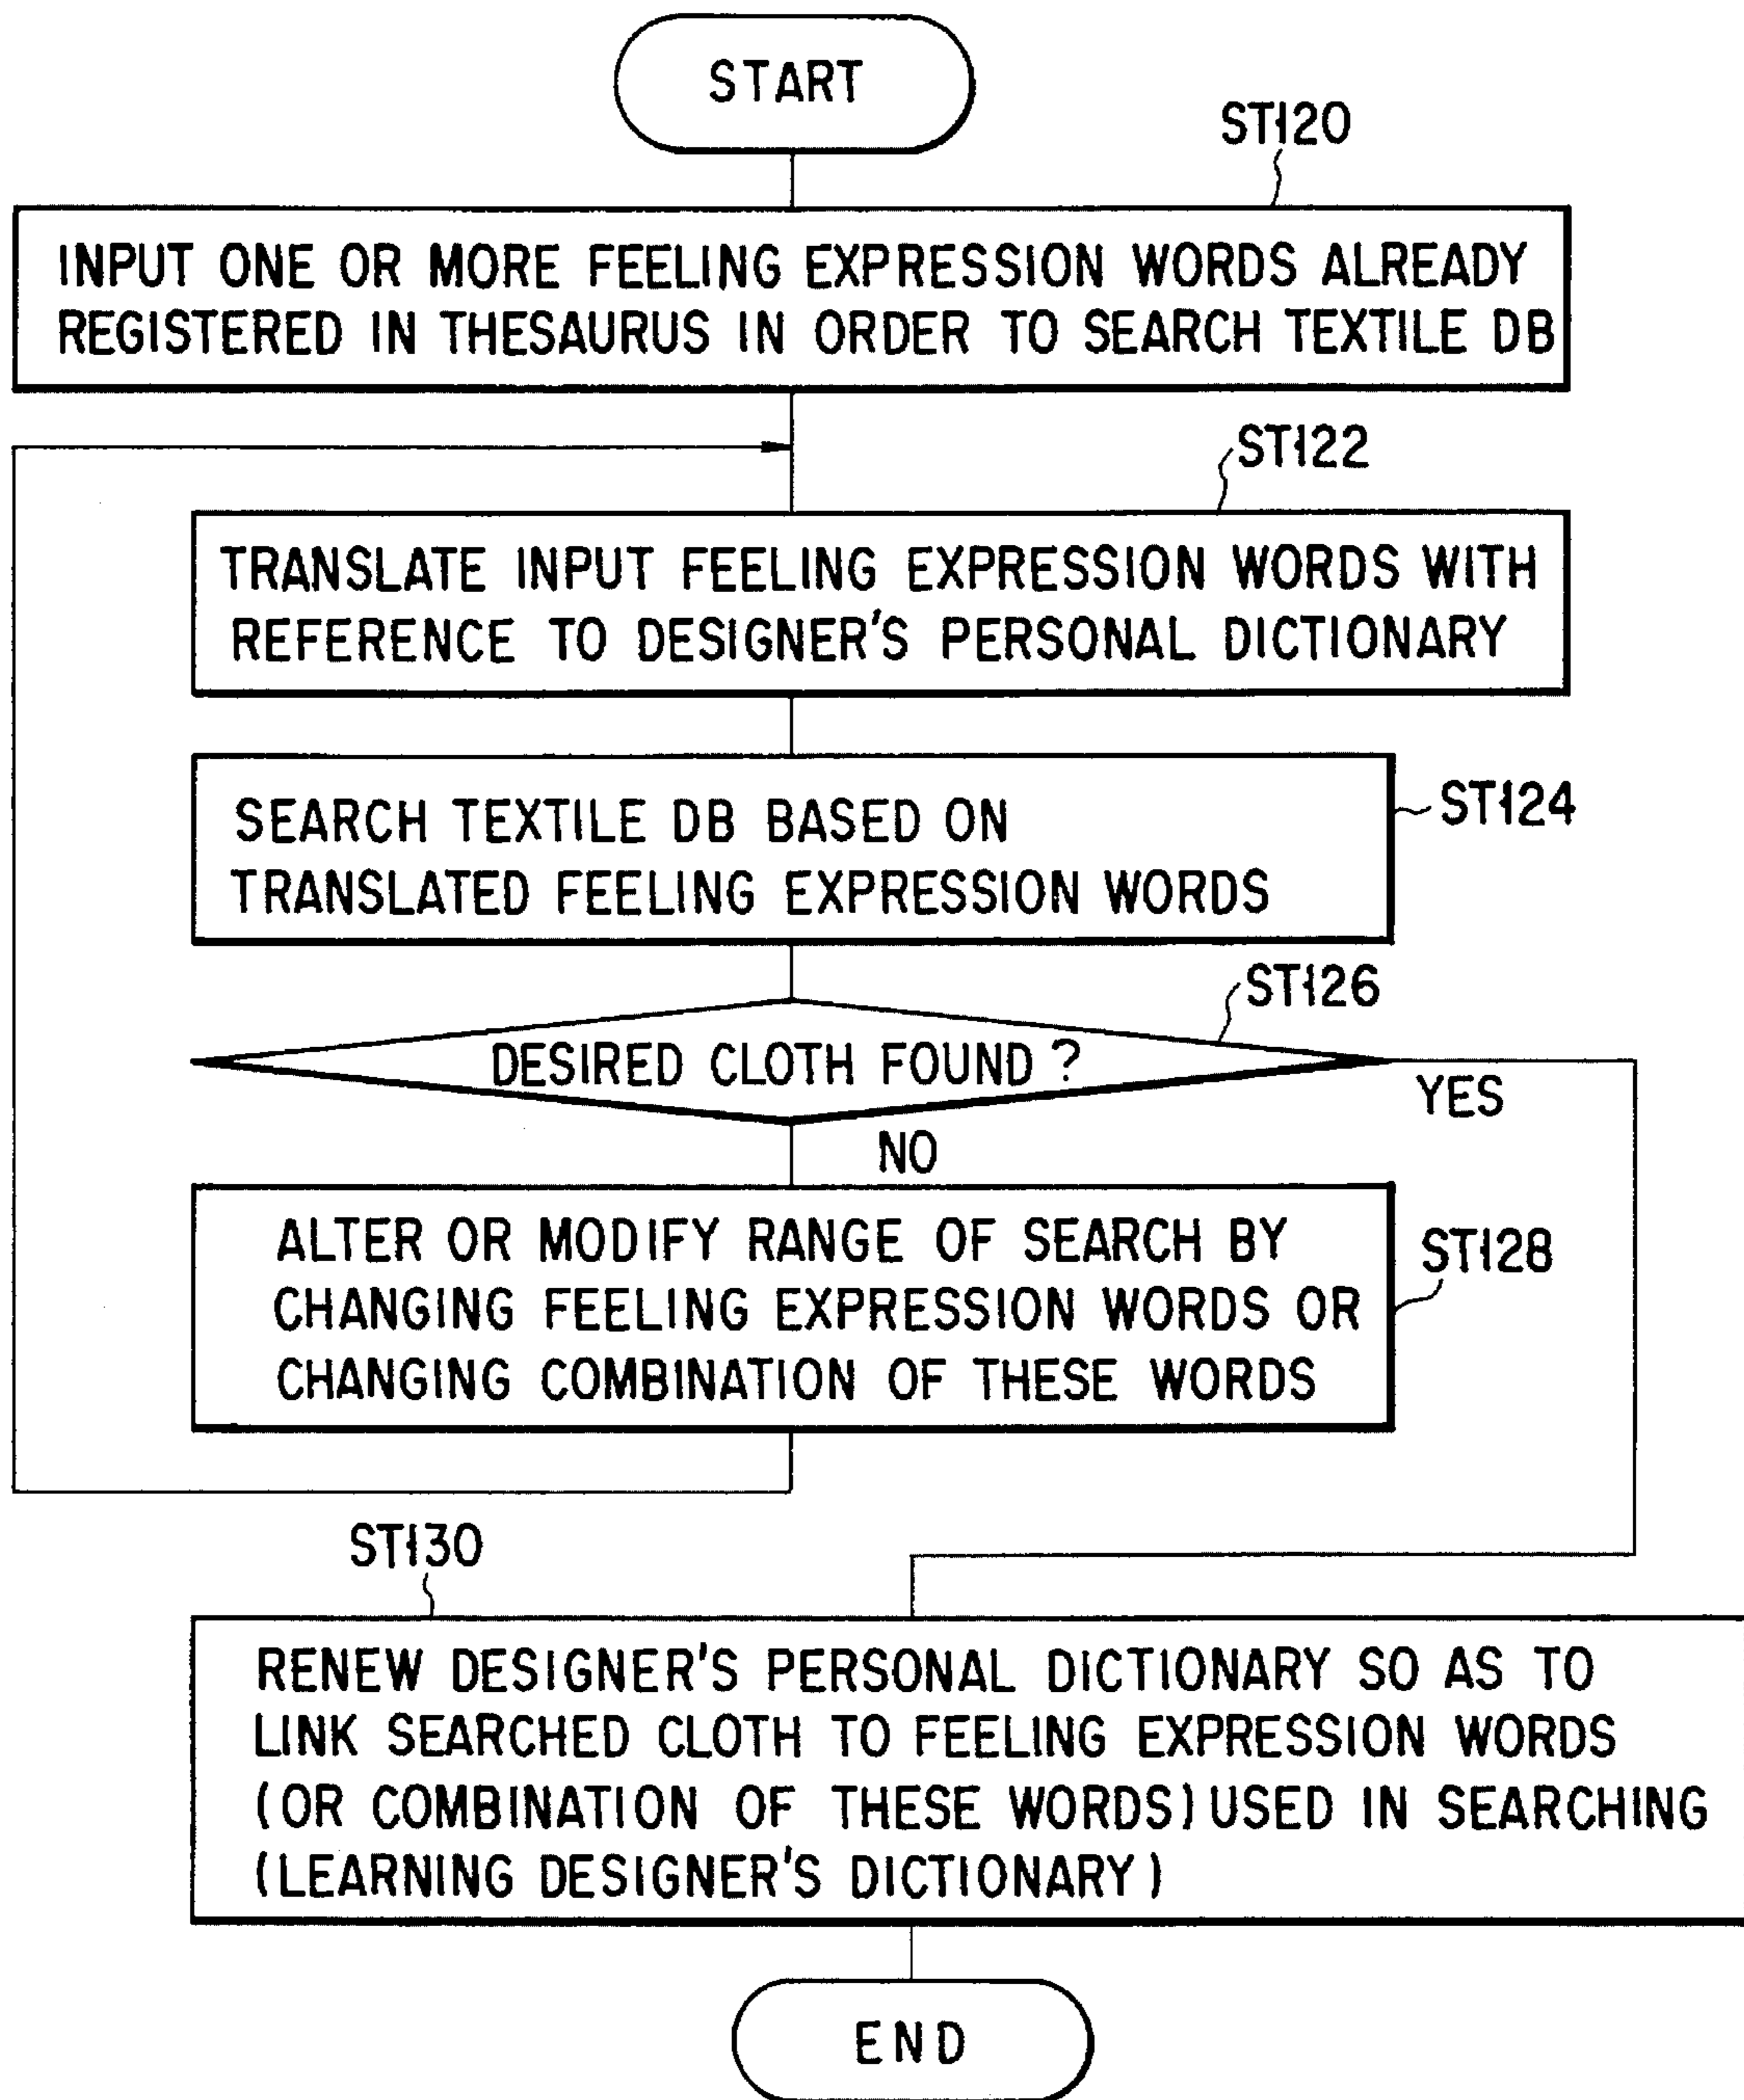 START
ST120
INPUT ONE OR MORE FEELING EXPRESSION WORDS ALREADY
REGISTERED IN THESAURUS IN ORDER TO SEARCH TEXTILE DB
ST122
TRANSLATE INPUT FEELING EXPRESSION WORDS WITH
REFERENCE TO DESIGNER'S PERSONAL DICTIONARY
SEARCH TEXTILE DB BASED ON
TRANSLATED FEELING EXPRESSION WORDS
ST124
ST126
DESIRED CLOTH FOUND ?
YES
NO
ALTER OR MODIFY RANGE OF SEARCH BY
CHANGING FEELING EXPRESSION WORDS OR
CHANGING COMBINATION OF THESE WORDS
ST128
ST130
RENEW DESIGNER'S PERSONAL DICTIONARY SO AS TO
LINK SEARCHED CLOTH TO FEELING EXPRESSION WORDS
(OR COMBINATION OF THESE WORDS) USED IN SEARCHING
(LEARNING DESIGNER'S DICTIONARY)
END